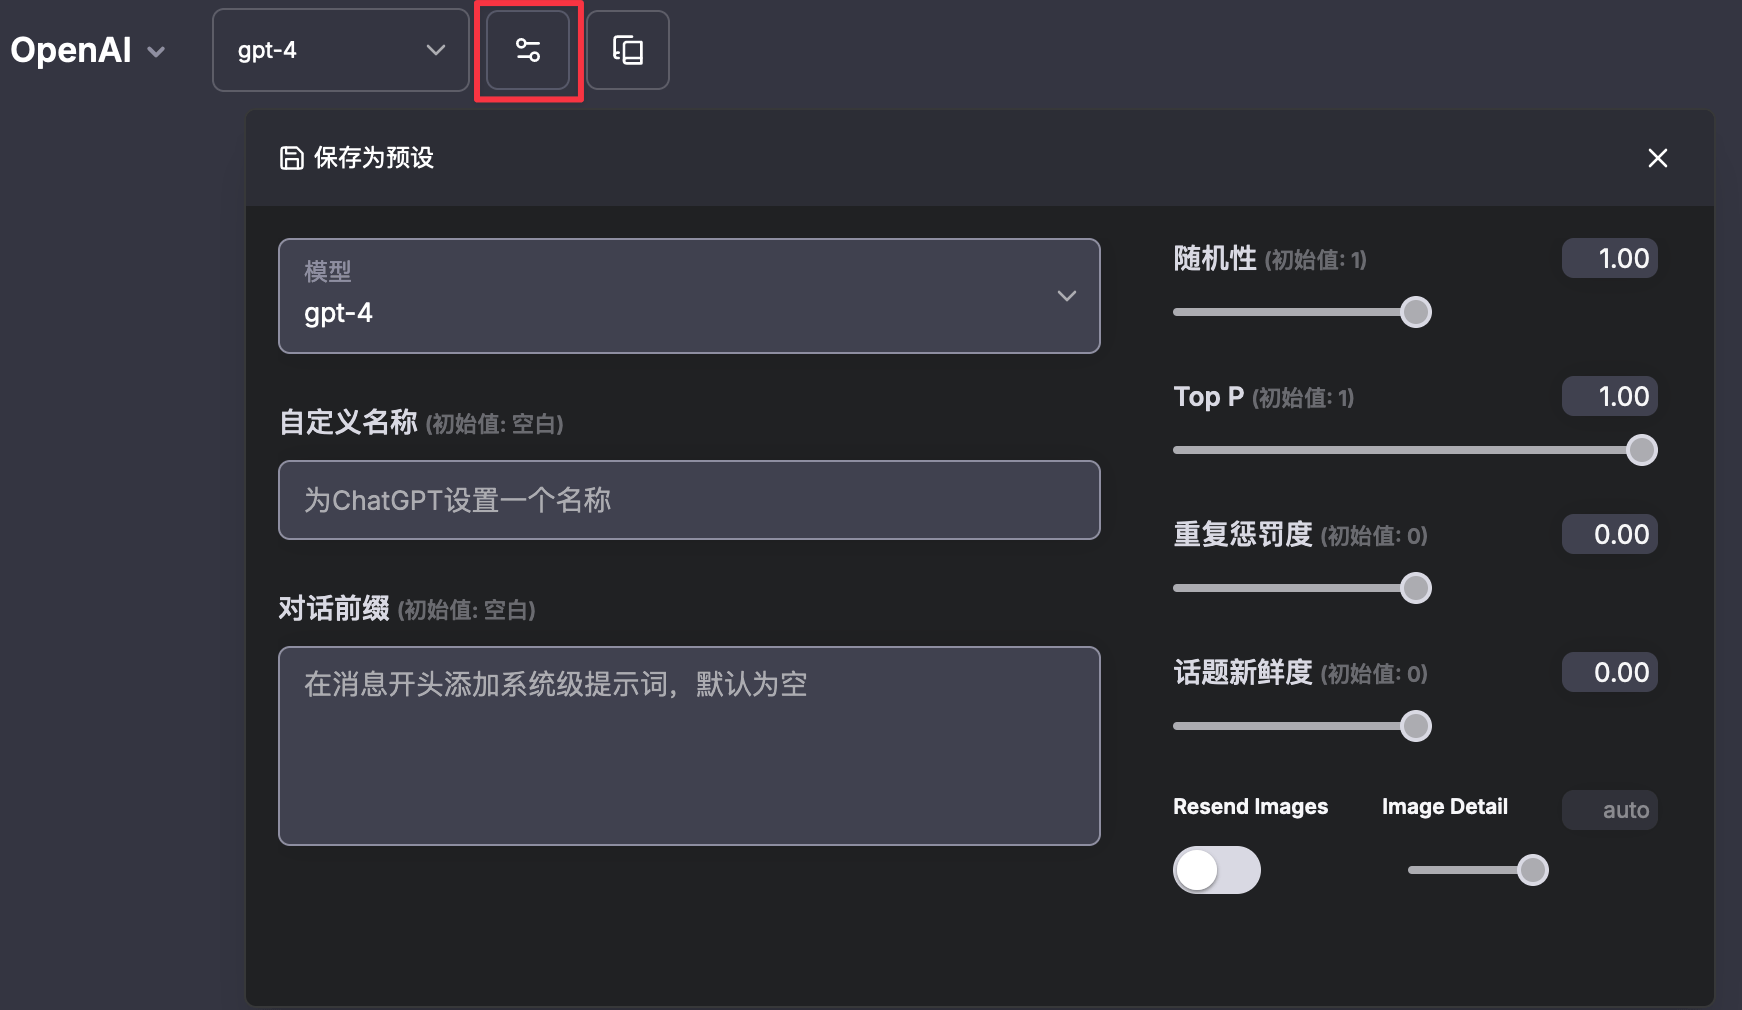 OpenAI
gpt-4
保存为预设
模型
gpt-4
自定义名称 (初始值: 空白)
为ChatGPT设置一个名称
对话前缀 (初始值: 空白)
在消息开头添加系统级提示词，默认为空
随机性 (初始值: 1)
1.00
Top P (初始值: 1)
1.00
重复惩罚度 (初始值: 0)
0.00
话题新鲜度 (初始值: 0)
0.00
Resend Images
Image Detail
auto